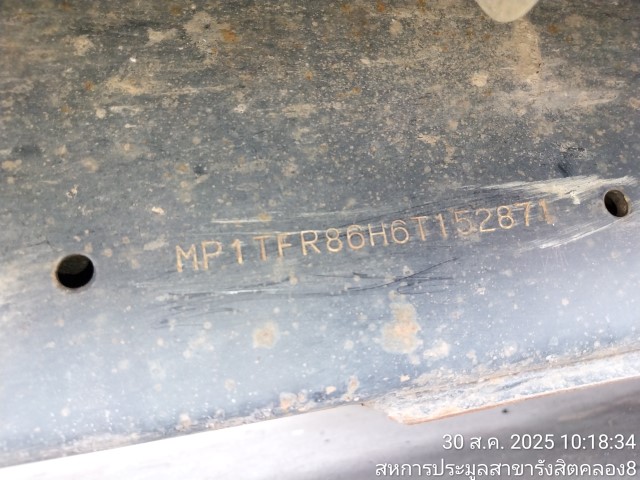 MP1TFR86H6T152871
30 ส.ค. 2025 10:18:34
สหการประมูลสาขารังสิตคลอง8